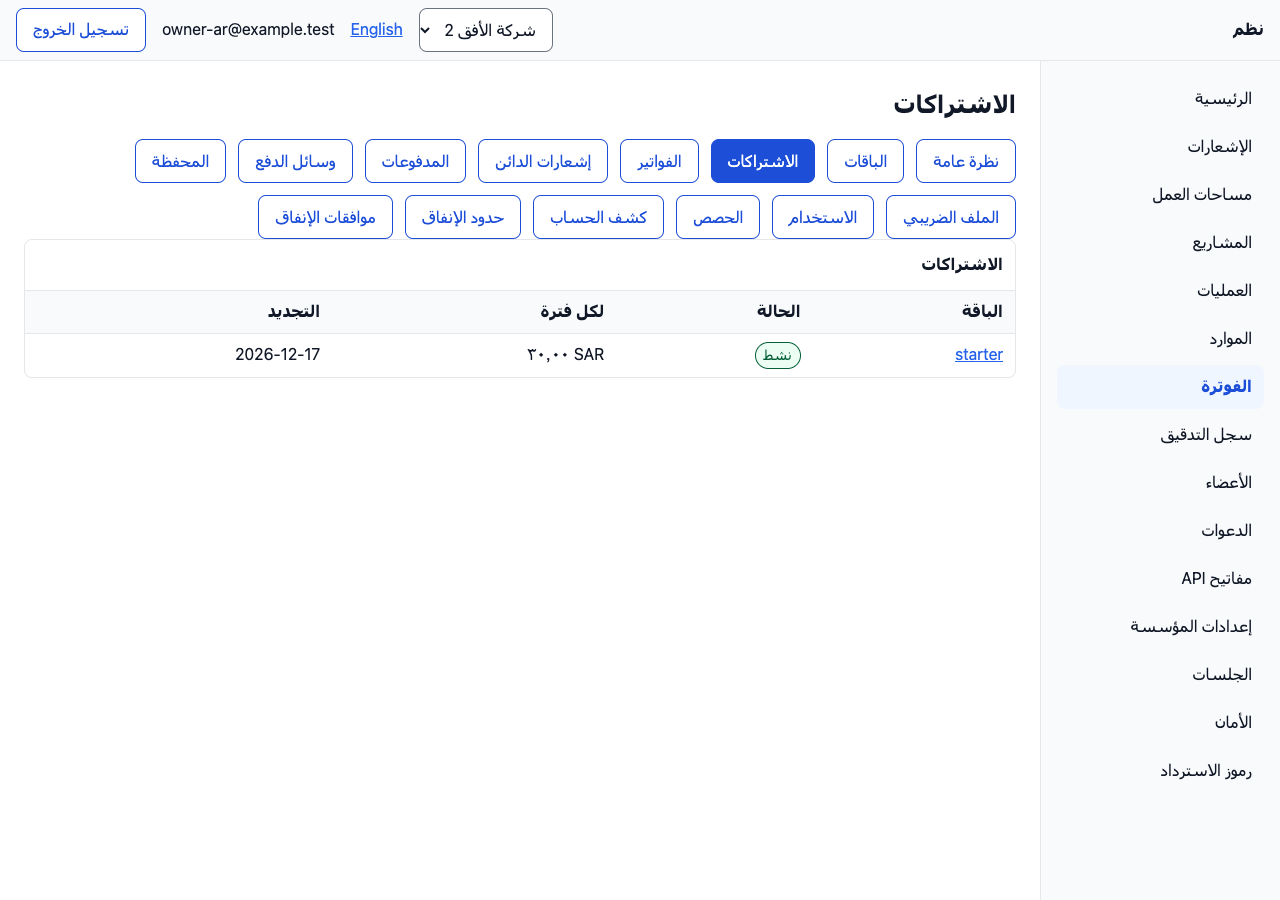 نظم
شركة الأفق 2
English
owner-ar@example.test
تسجيل الخروج
الرئيسية
الإشعارات
مساحات العمل
المشاريع
العمليات
الموارد
الفوترة
سجل التدقيق
الأعضاء
الدعوات
مفاتيح API
إعدادات المؤسسة
الجلسات
الأمان
رموز الاسترداد
الاشتراكات
نظرة عامة الباقات الاشتراكات الفواتير إشعارات الدائن المدفوعات وسائل الدفع المحفظة
الملف الضريبي الاستخدام الحصص كشف الحساب حدود الإنفاق موافقات الإنفاق
الاشتراكات
الباقة الحالة لكل فترة التجديد
starter نشط ٣٠,٠٠ SAR 2026-12-17